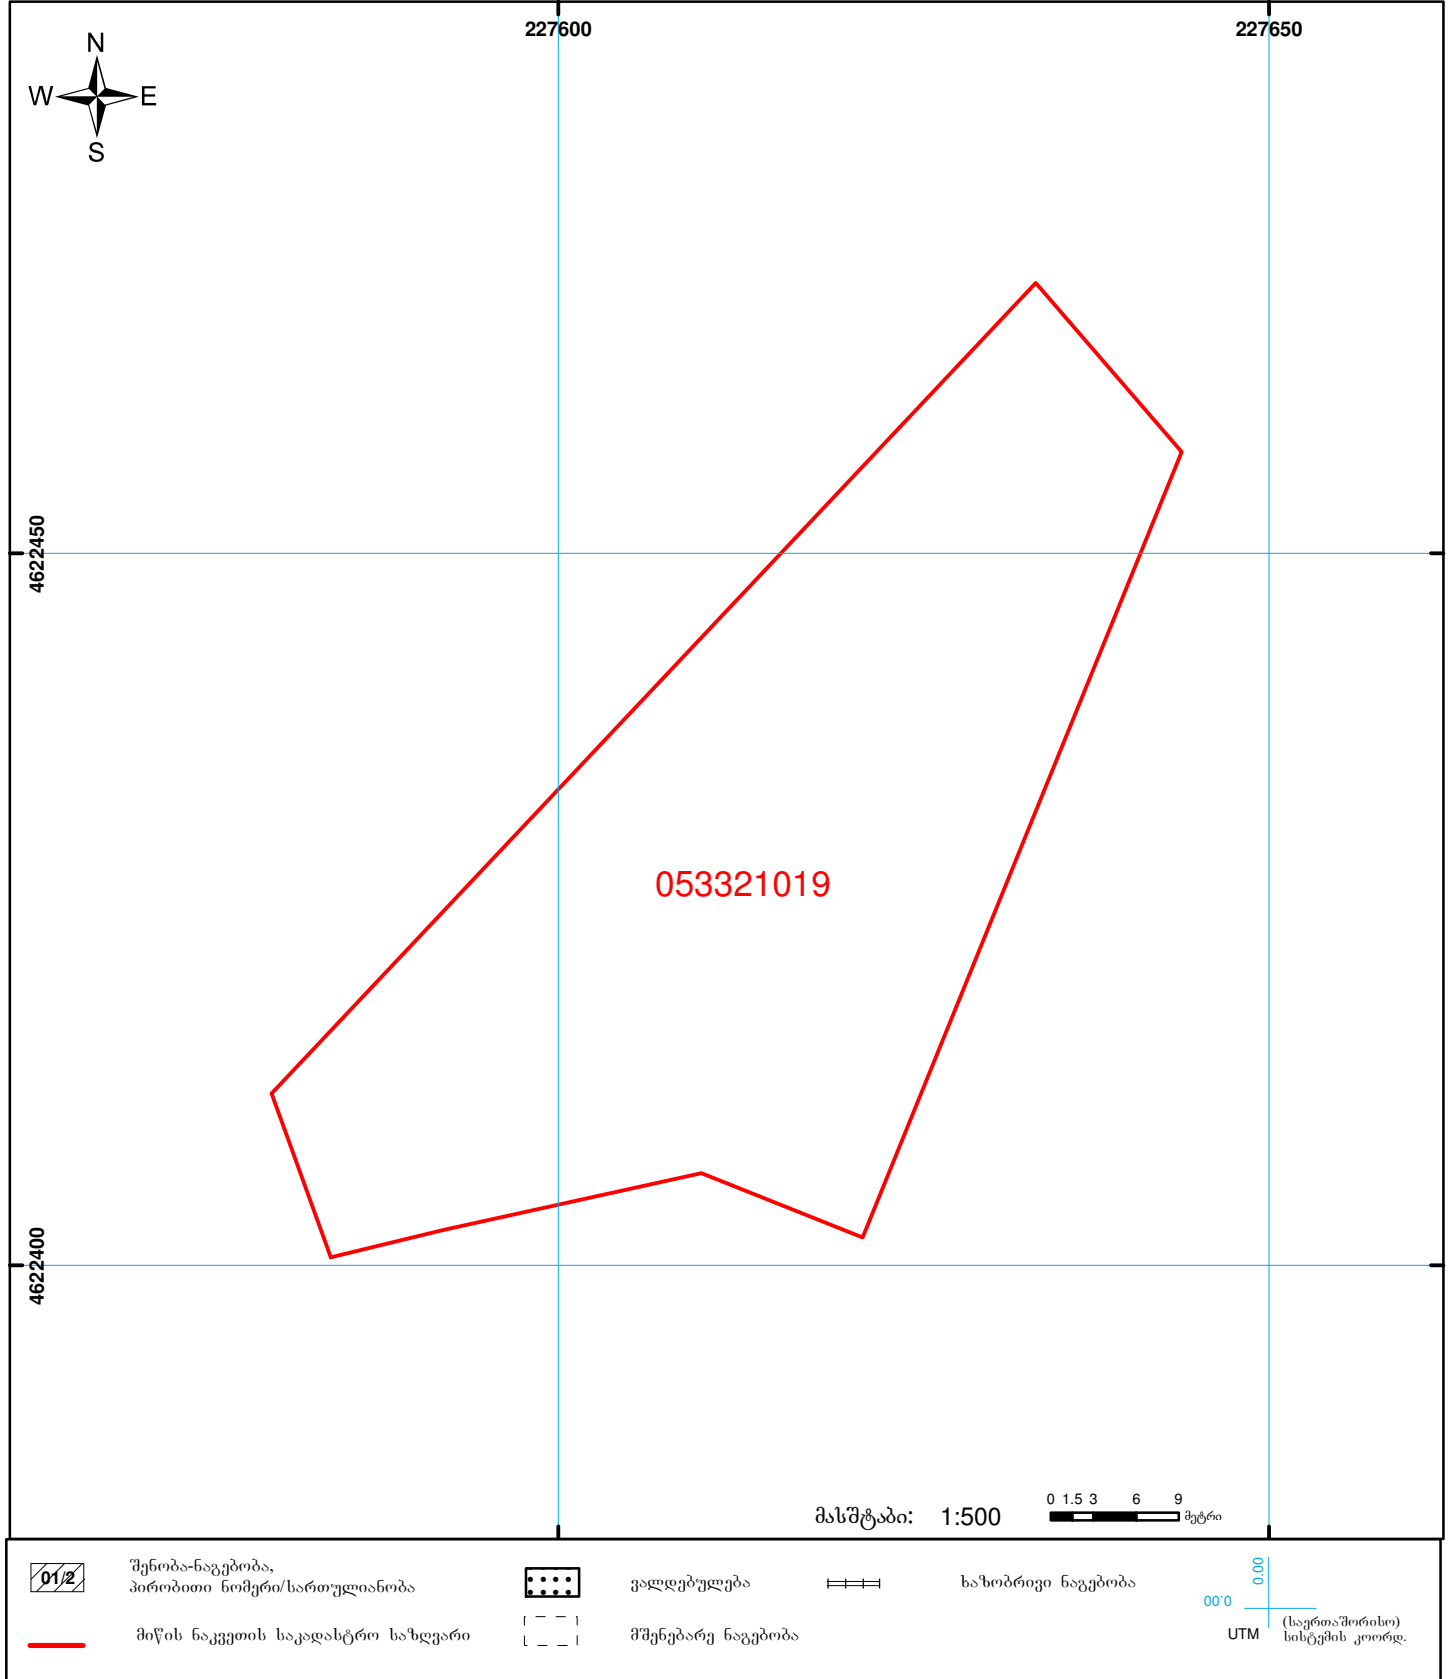 227600
227650
N
W E
S
4622450
053321019
4622400
მასშტაბი: 1:500
0 1.5 3 6 9
მეტრი
01/2
შენობა-ნაგებობა,
პირობითი ნომერი/სართულიანობა
ვალდებულება
ხაზობრივი ნაგებობა
0.00
0.00
მიწის ნაკვეთის საკადასტრო საზღვარი
მშენებარე ნაგებობა
UTM
(საერთაშორისო)
სისტემის კოორდ.